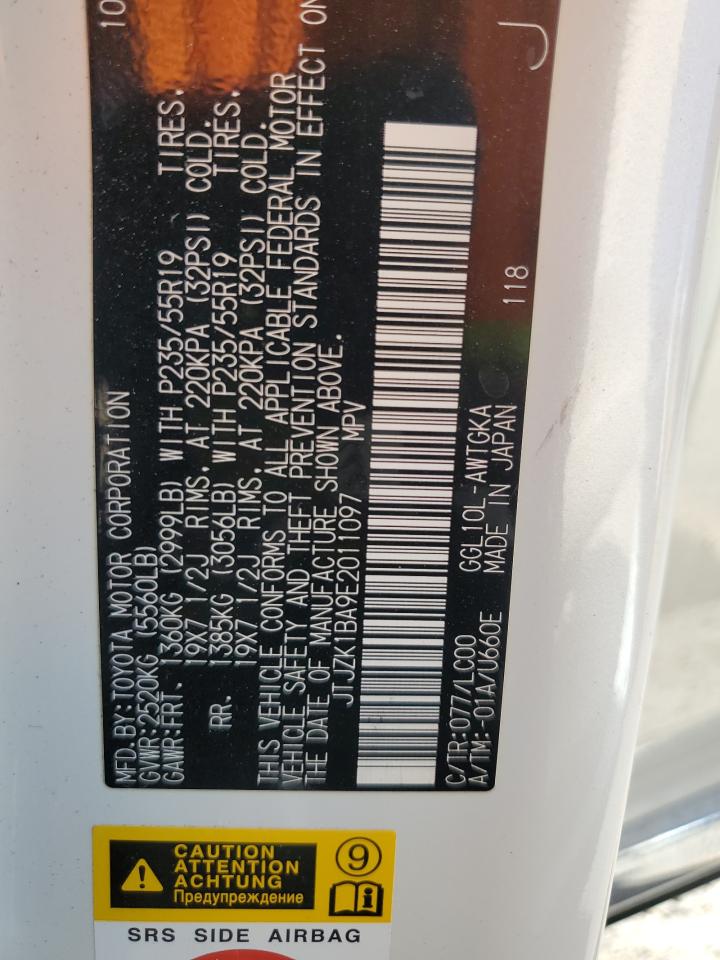 MFD.BY:TOYOTA MOTOR CORPORATION 10
GVWR:2520KG (5560LB)
GAWR:FRT. 1360KG (2999LB) WITH P235/55R19 TIRES.
19X7 1/2J RIMS, AT 220KPA (32PSI) COLD.
RR. 1385KG (3056LB) WITH P235/55R19 TIRES.
19X7 1/2J RIMS, AT 220KPA (32PSI) COLD.
THIS VEHICLE CONFORMS TO ALL APPLICABLE FEDERAL MOTOR
VEHICLE SAFETY AND THEFT PREVENTION STANDARDS IN EFFECT ON
THE DATE OF MANUFACTURE SHOWN ABOVE.
JTJZK1BA9E2011097 MPV
C/TR:077/LC00 GGL10L-AWTGKA 118
A/TM:-01A/U660E MADE IN JAPAN
J
CAUTION
ATTENTION
ACHTUNG
Предупреждение
9
SRS SIDE AIRBAG